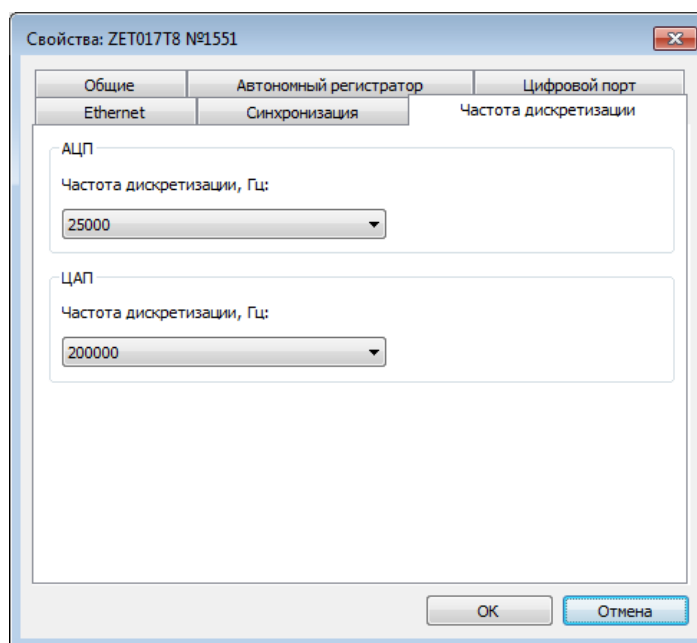 Свойства: ZET017T8 №1551
Общие Автономный регистратор Цифровой порт
Ethernet Синхронизация Частота дискретизации
АЦП
Частота дискретизации, Гц:
25000
ЦАП
Частота дискретизации, Гц:
200000
OK Отмена